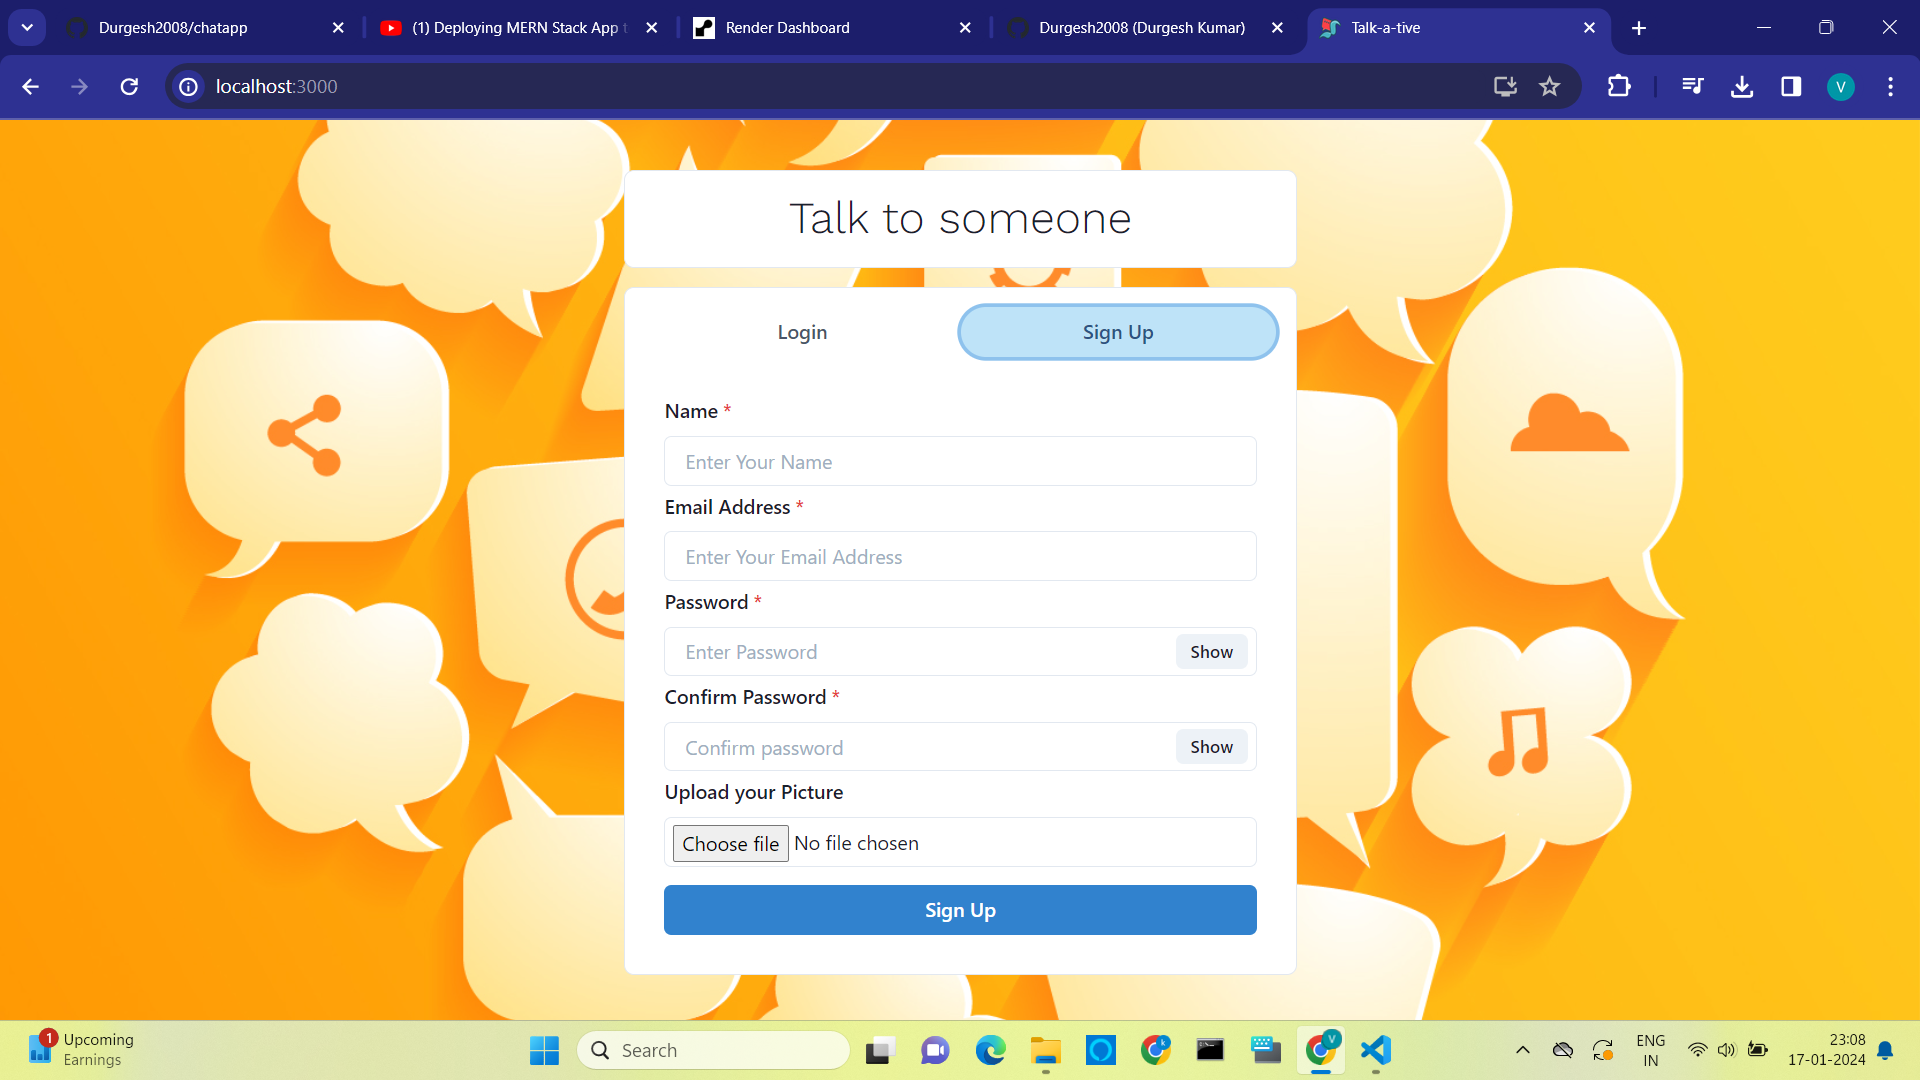 Durgesh2008/chatapp
(1) Deploying MERN Stack App t
Render Dashboard
Durgesh2008 (Durgesh Kumar)
Talk-a-tive
localhost:3000
V
Talk to someone
Login
Sign Up
Name *
Enter Your Name
Email Address *
Enter Your Email Address
Password *
Enter Password
Show
Confirm Password *
Confirm password
Show
Upload your Picture
Choose file No file chosen
Sign Up
1
Upcoming
Earnings
Search
k
V
ENG
IN
23:08
17-01-2024